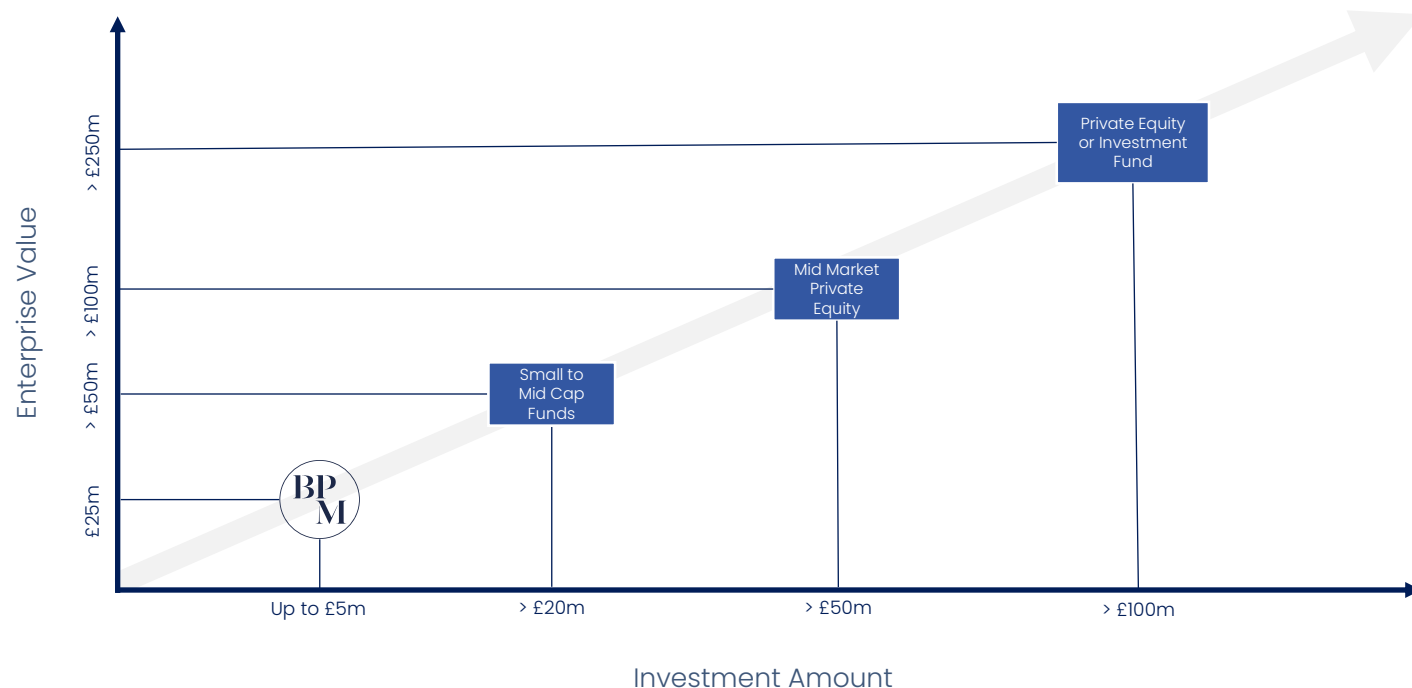 > £250m
Private Equity
or Investment
Fund
Enterprise Value
> £100m
Mid Market
Private
Equity
> £50m
Small to
Mid Cap
Funds
£25m
BP
M
Up to £5m
> £20m
> £50m
> £100m
Investment Amount